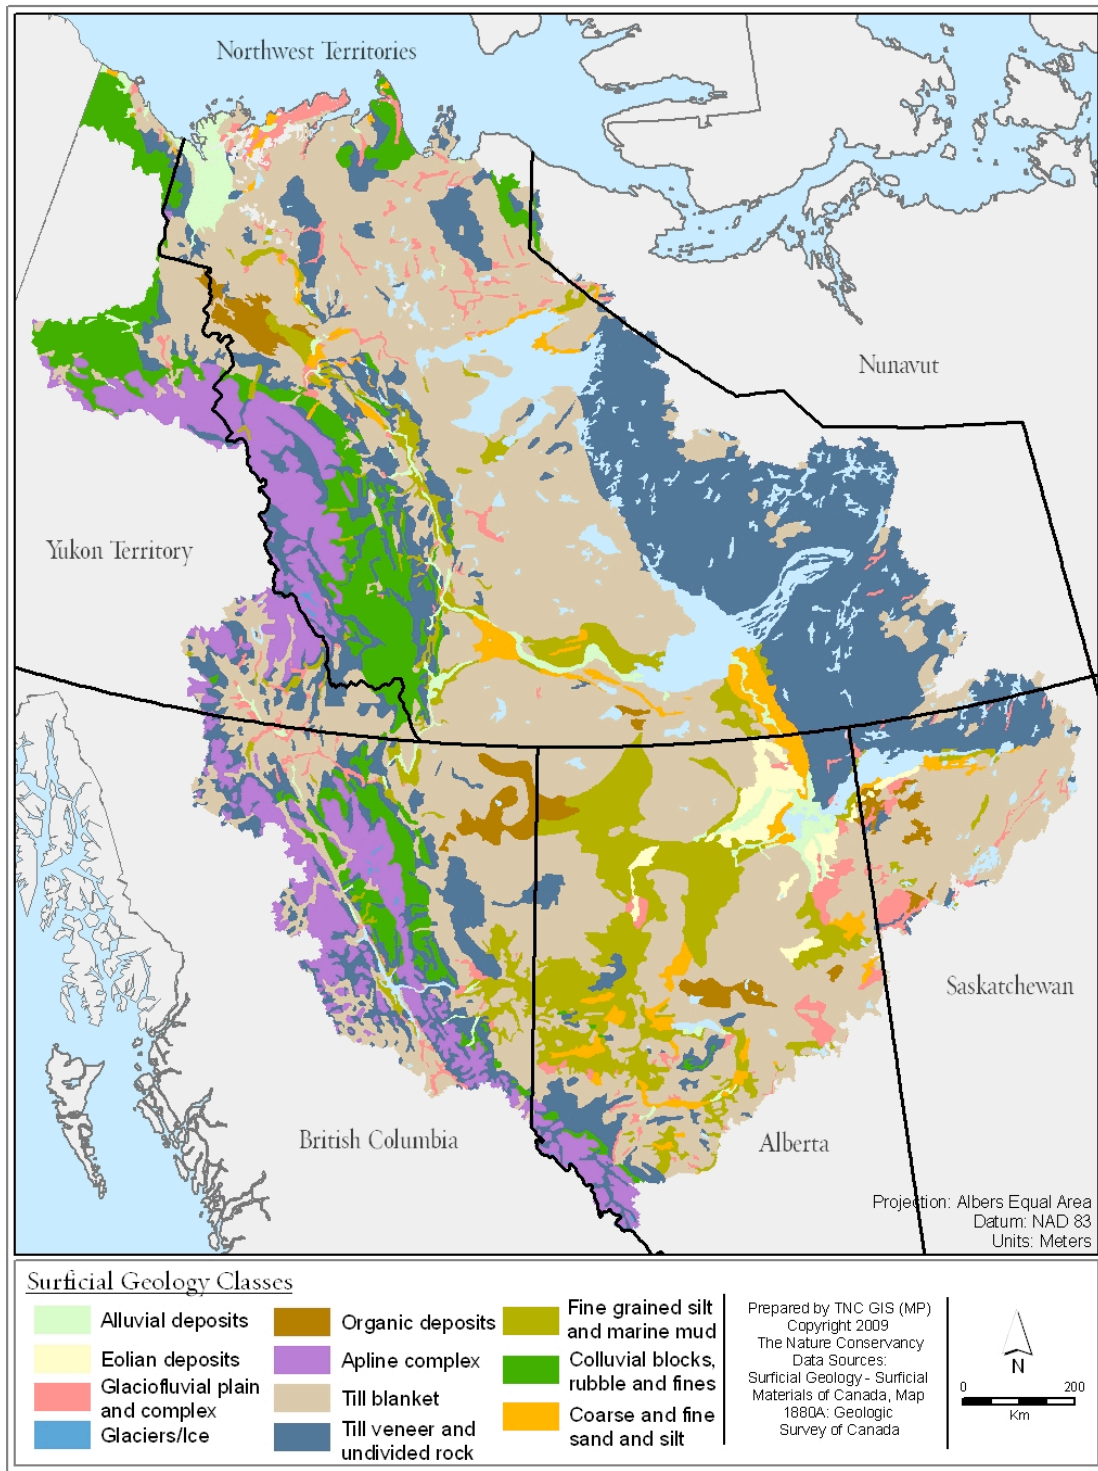 Northwest Territories
Nunavut
Yukon Territory
Saskatchewan
British Columbia
Alberta
Projection: Albers Equal Area
Datum: NAD 83
Units: Meters
Surficial Geology Classes
Alluvial deposits
Eolian deposits
Glaciofluvial plain
and complex
Glaciers/Ice
Organic deposits
Apline complex
Till blanket
Till veneer and
undivided rock
Fine grained silt
and marine mud
Colluvial blocks,
rubble and fines
Coarse and fine
sand and silt
Prepared by TNC GIS (MP)
Copyright 2009
The Nature Conservancy
Data Sources:
Surficial Geology - Surficial
Materials of Canada, Map
1880A: Geologic
Survey of Canada
N
0 200
Km